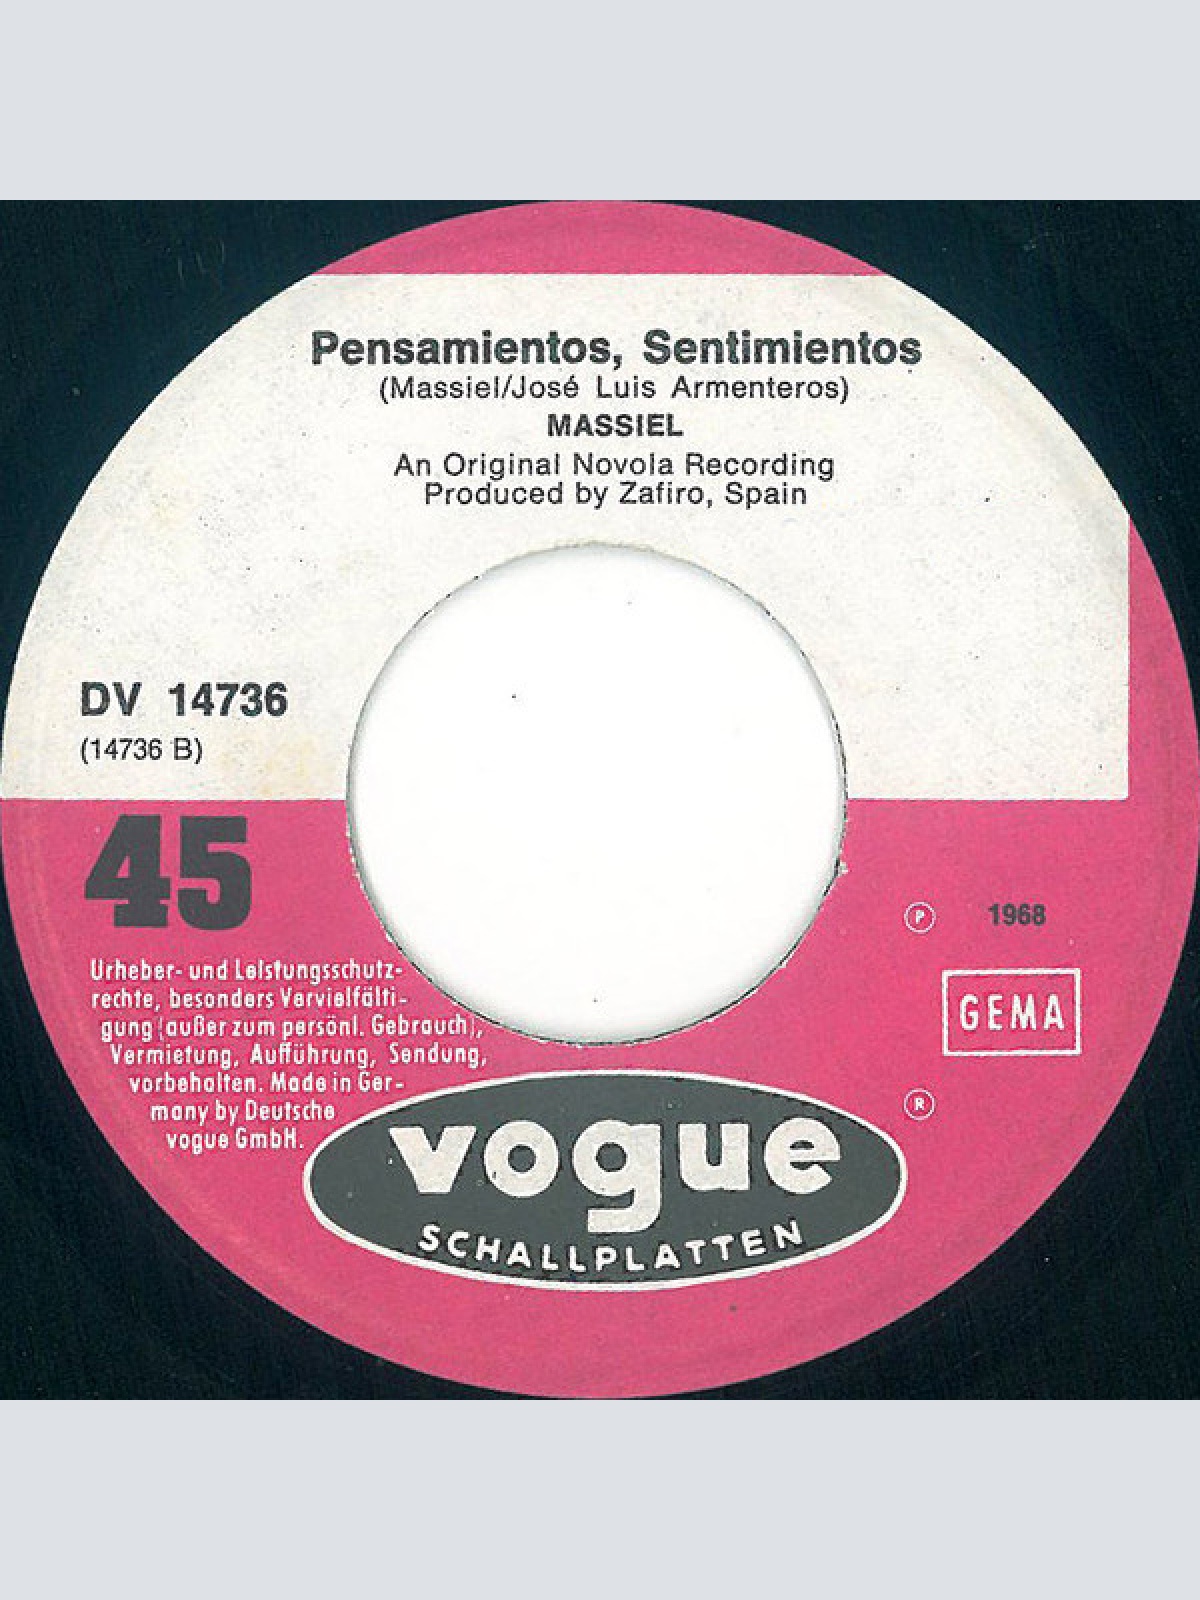 Pensamientos, Sentimientos
(Massiel/José Luis Armenteros)
MASSIEL
An Original Novola Recording
Produced by Zafiro, Spain
DV 14736
(14736 B)
45
Urheber- und Leistungsschutz-
rechte, besonders Vervielfälti-
gung (außer zum persönl. Gebrauch),
Vermietung, Aufführung, Sendung,
vorbehalten. Made in Ger-
many by Deutsche
vogue GmbH.
Ⓟ 1968
GEMA
®
vogue
SCHALLPLATTEN